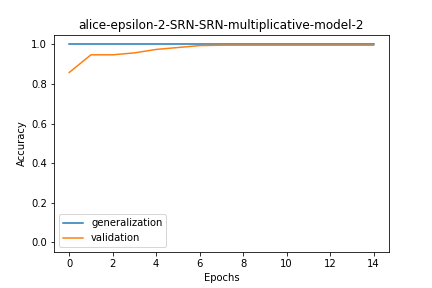 alice-epsilon-2-SRN-SRN-multiplicative-model-2
1.0
0.8
0.6
0.4
0.2
0.0
Accuracy
generalization
validation
0 2 4 6 8 10 12 14
Epochs